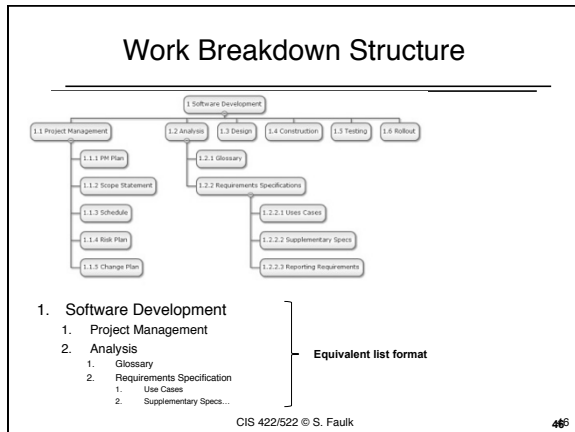 Work Breakdown Structure
1 Software Development
1.1 Project Management
1.2 Analysis
1.3 Design
1.4 Construction
1.5 Testing
1.6 Rollout
1.1.1 PM Plan
1.2.1 Glossary
1.1.2 Scope Statement
1.2.2 Requirements Specifications
1.1.3 Schedule
1.2.2.1 Uses Cases
1.1.4 Risk Plan
1.2.2.2 Supplementary Specs
1.1.5 Change Plan
1.2.2.3 Reporting Requirements
1. Software Development
1. Project Management
2. Analysis
1. Glossary
2. Requirements Specification
1. Use Cases
2. Supplementary Specs…
Equivalent list format
CIS 422/522 © S. Faulk